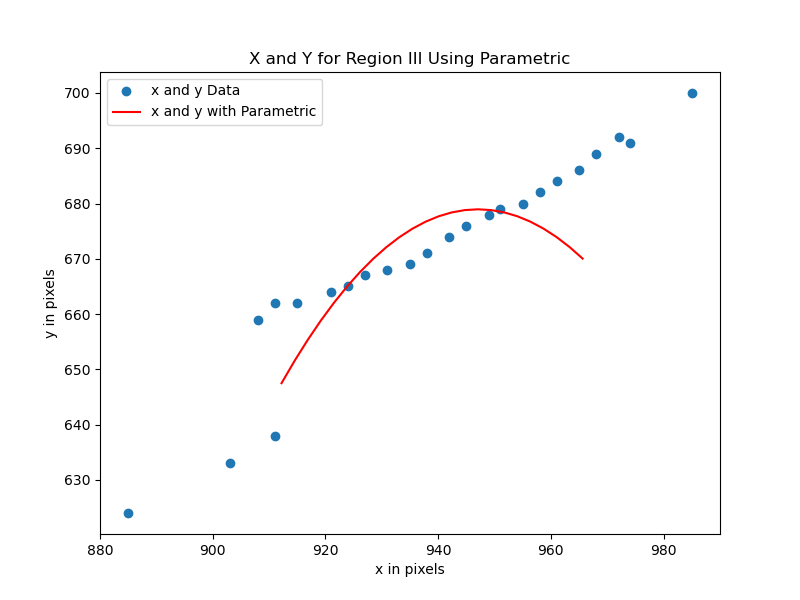 X and Y for Region III Using Parametric
x and y Data
x and y with Parametric
y in pixels
700
690
680
670
660
650
640
630
880 900 920 940 960 980
x in pixels